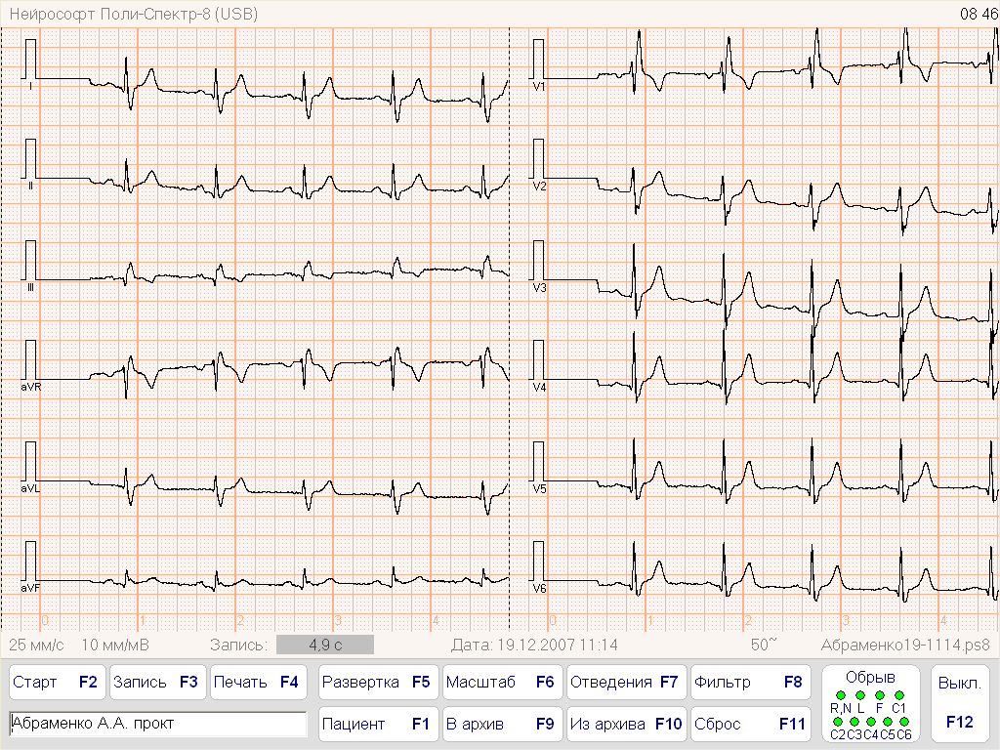 Нейрософт Поли-Спектр-8 (USB) 08 46
I V1
II V2
III V3
aVR V4
aVL V5
aVF V6
0 1 2 3 4 0 1 2 3 4
25 мм/с 10 мм/мВ Запись: 4,9 с Дата: 19.12.2007 11:14 50~ Абраменко19-1114.ps8
Старт F2 Запись F3 Печать F4 Развертка F5 Масштаб F6 Отведения F7 Фильтр F8 Обрыв Выкл.
R,N L F C1
Абраменко А.А. прокт Пациент F1 В архив F9 Из архива F10 Сброс F11 F12
C2C3C4C5C6